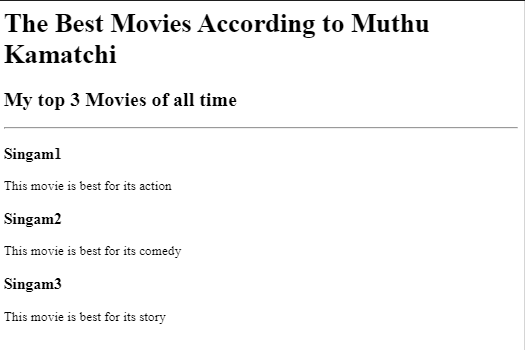 The Best Movies According to Muthu
Kamatchi
My top 3 Movies of all time
Singam1
This movie is best for its action
Singam2
This movie is best for its comedy
Singam3
This movie is best for its story